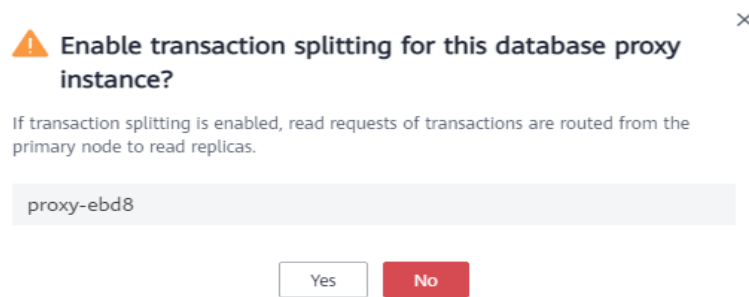 Enable transaction splitting for this database proxy
instance?
If transaction splitting is enabled, read requests of transactions are routed from the
primary node to read replicas.
proxy-ebd8
Yes No